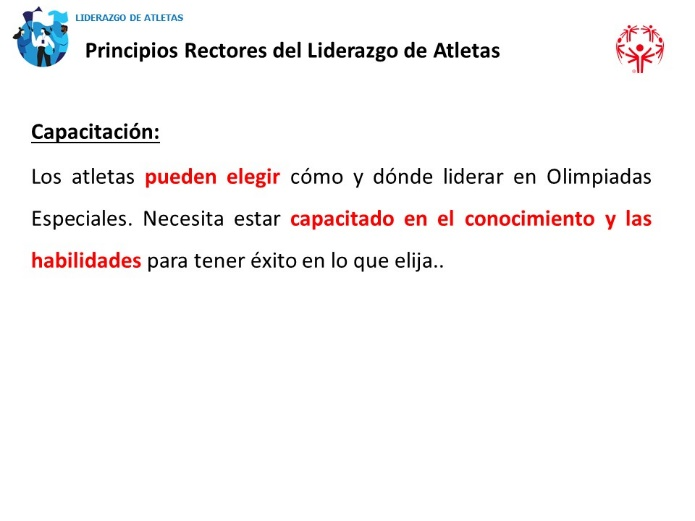 LIDERAZGO DE ATLETAS
Principios Rectores del Liderazgo de Atletas
Capacitación:
Los atletas pueden elegir cómo y dónde liderar en Olimpiadas
Especiales. Necesita estar capacitado en el conocimiento y las
habilidades para tener éxito en lo que elija..